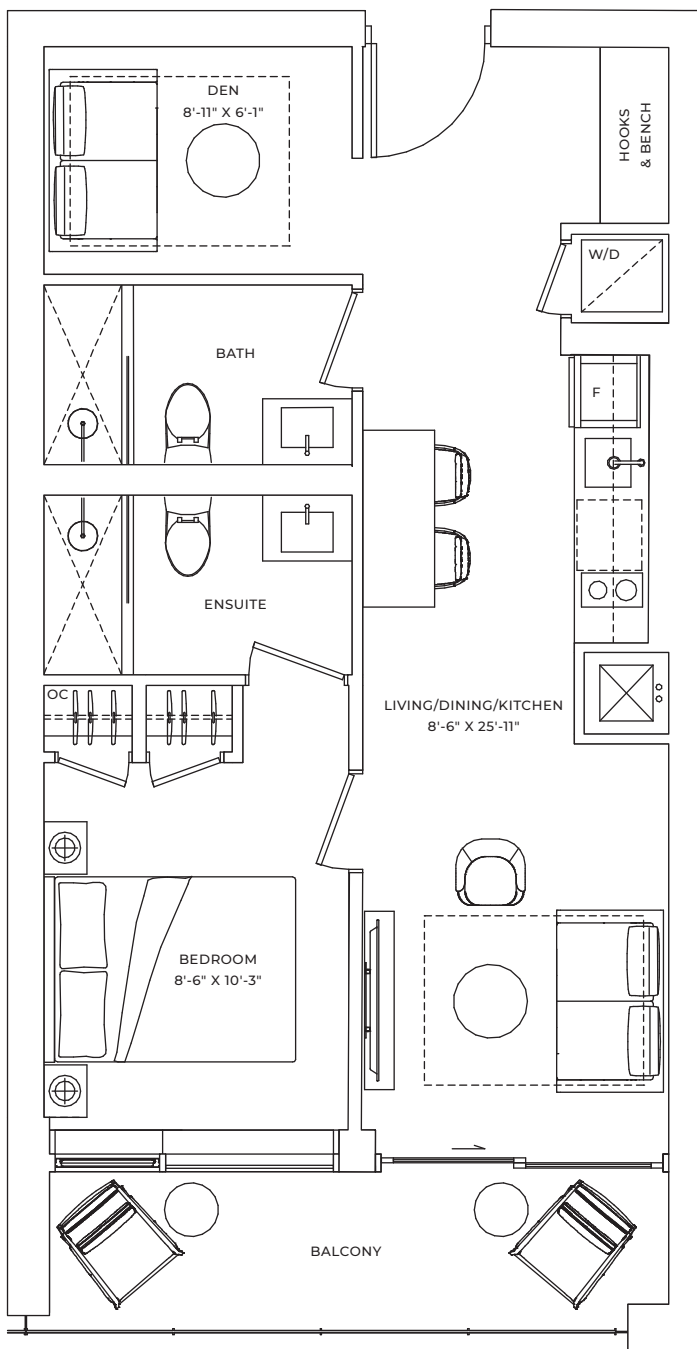 DEN
8'-11" X 6'-1"
HOOKS
& BENCH
W/D
BATH
F
ENSUITE
OC
LIVING/DINING/KITCHEN
8'-6" X 25'-11"
BEDROOM
8'-6" X 10'-3"
BALCONY